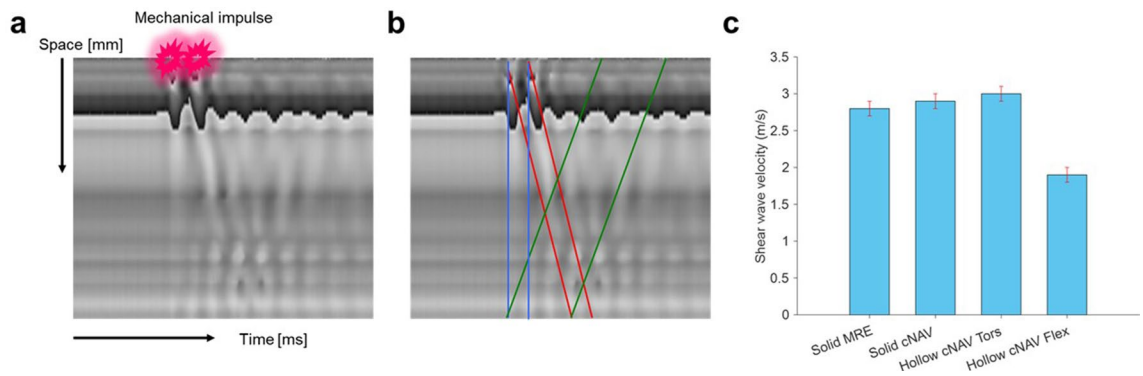 a
Mechanical impulse
Space [mm]
Time [ms]
b
c
Shear wave velocity (m/s)
3.5
3
2.5
2
1.5
1
0.5
0
Solid MRE
Solid cNAV
Hollow cNAV Tors
Hollow cNAV Flex